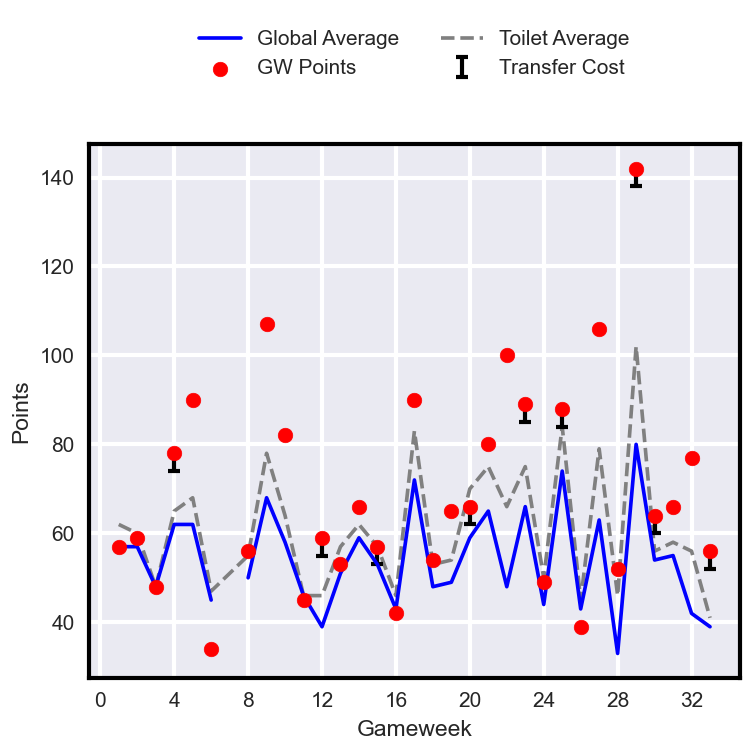 Global Average
Toilet Average
GW Points
Transfer Cost
140
120
100
80
60
40
Points
0 4 8 12 16 20 24 28 32
Gameweek